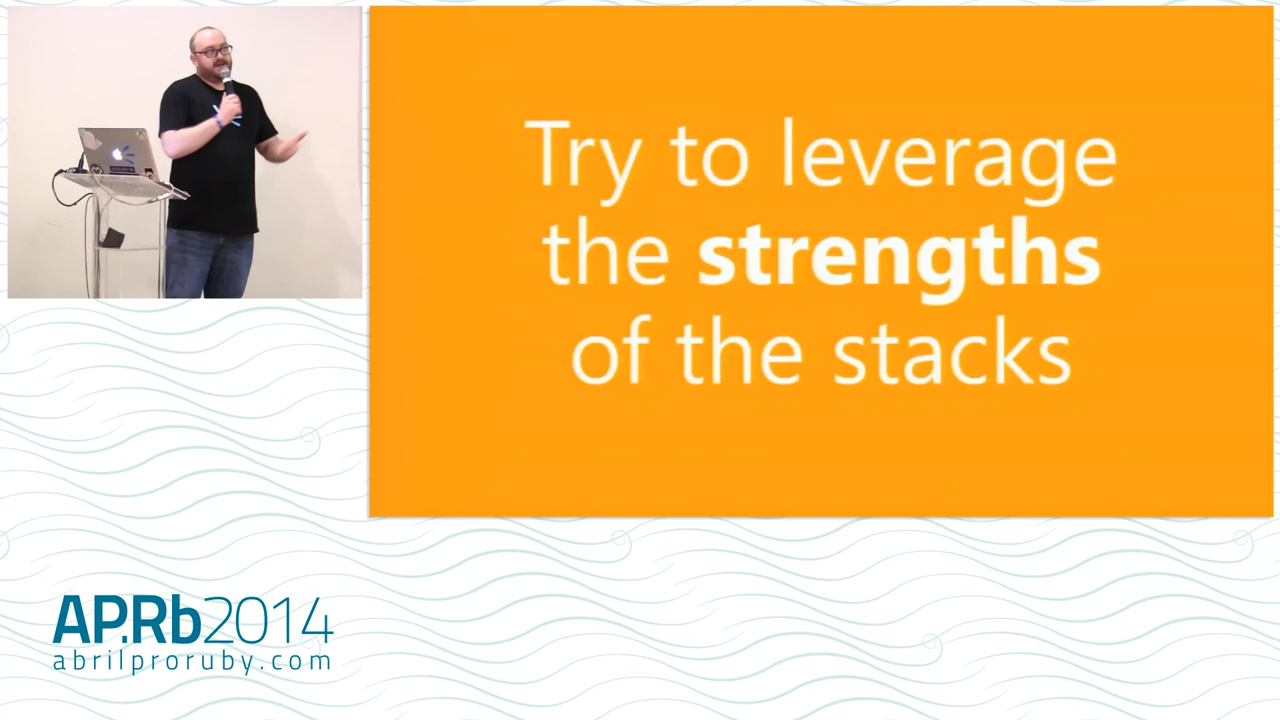 Try to leverage
the strengths
of the stacks
AP.Rb2014
abrilproruby.com